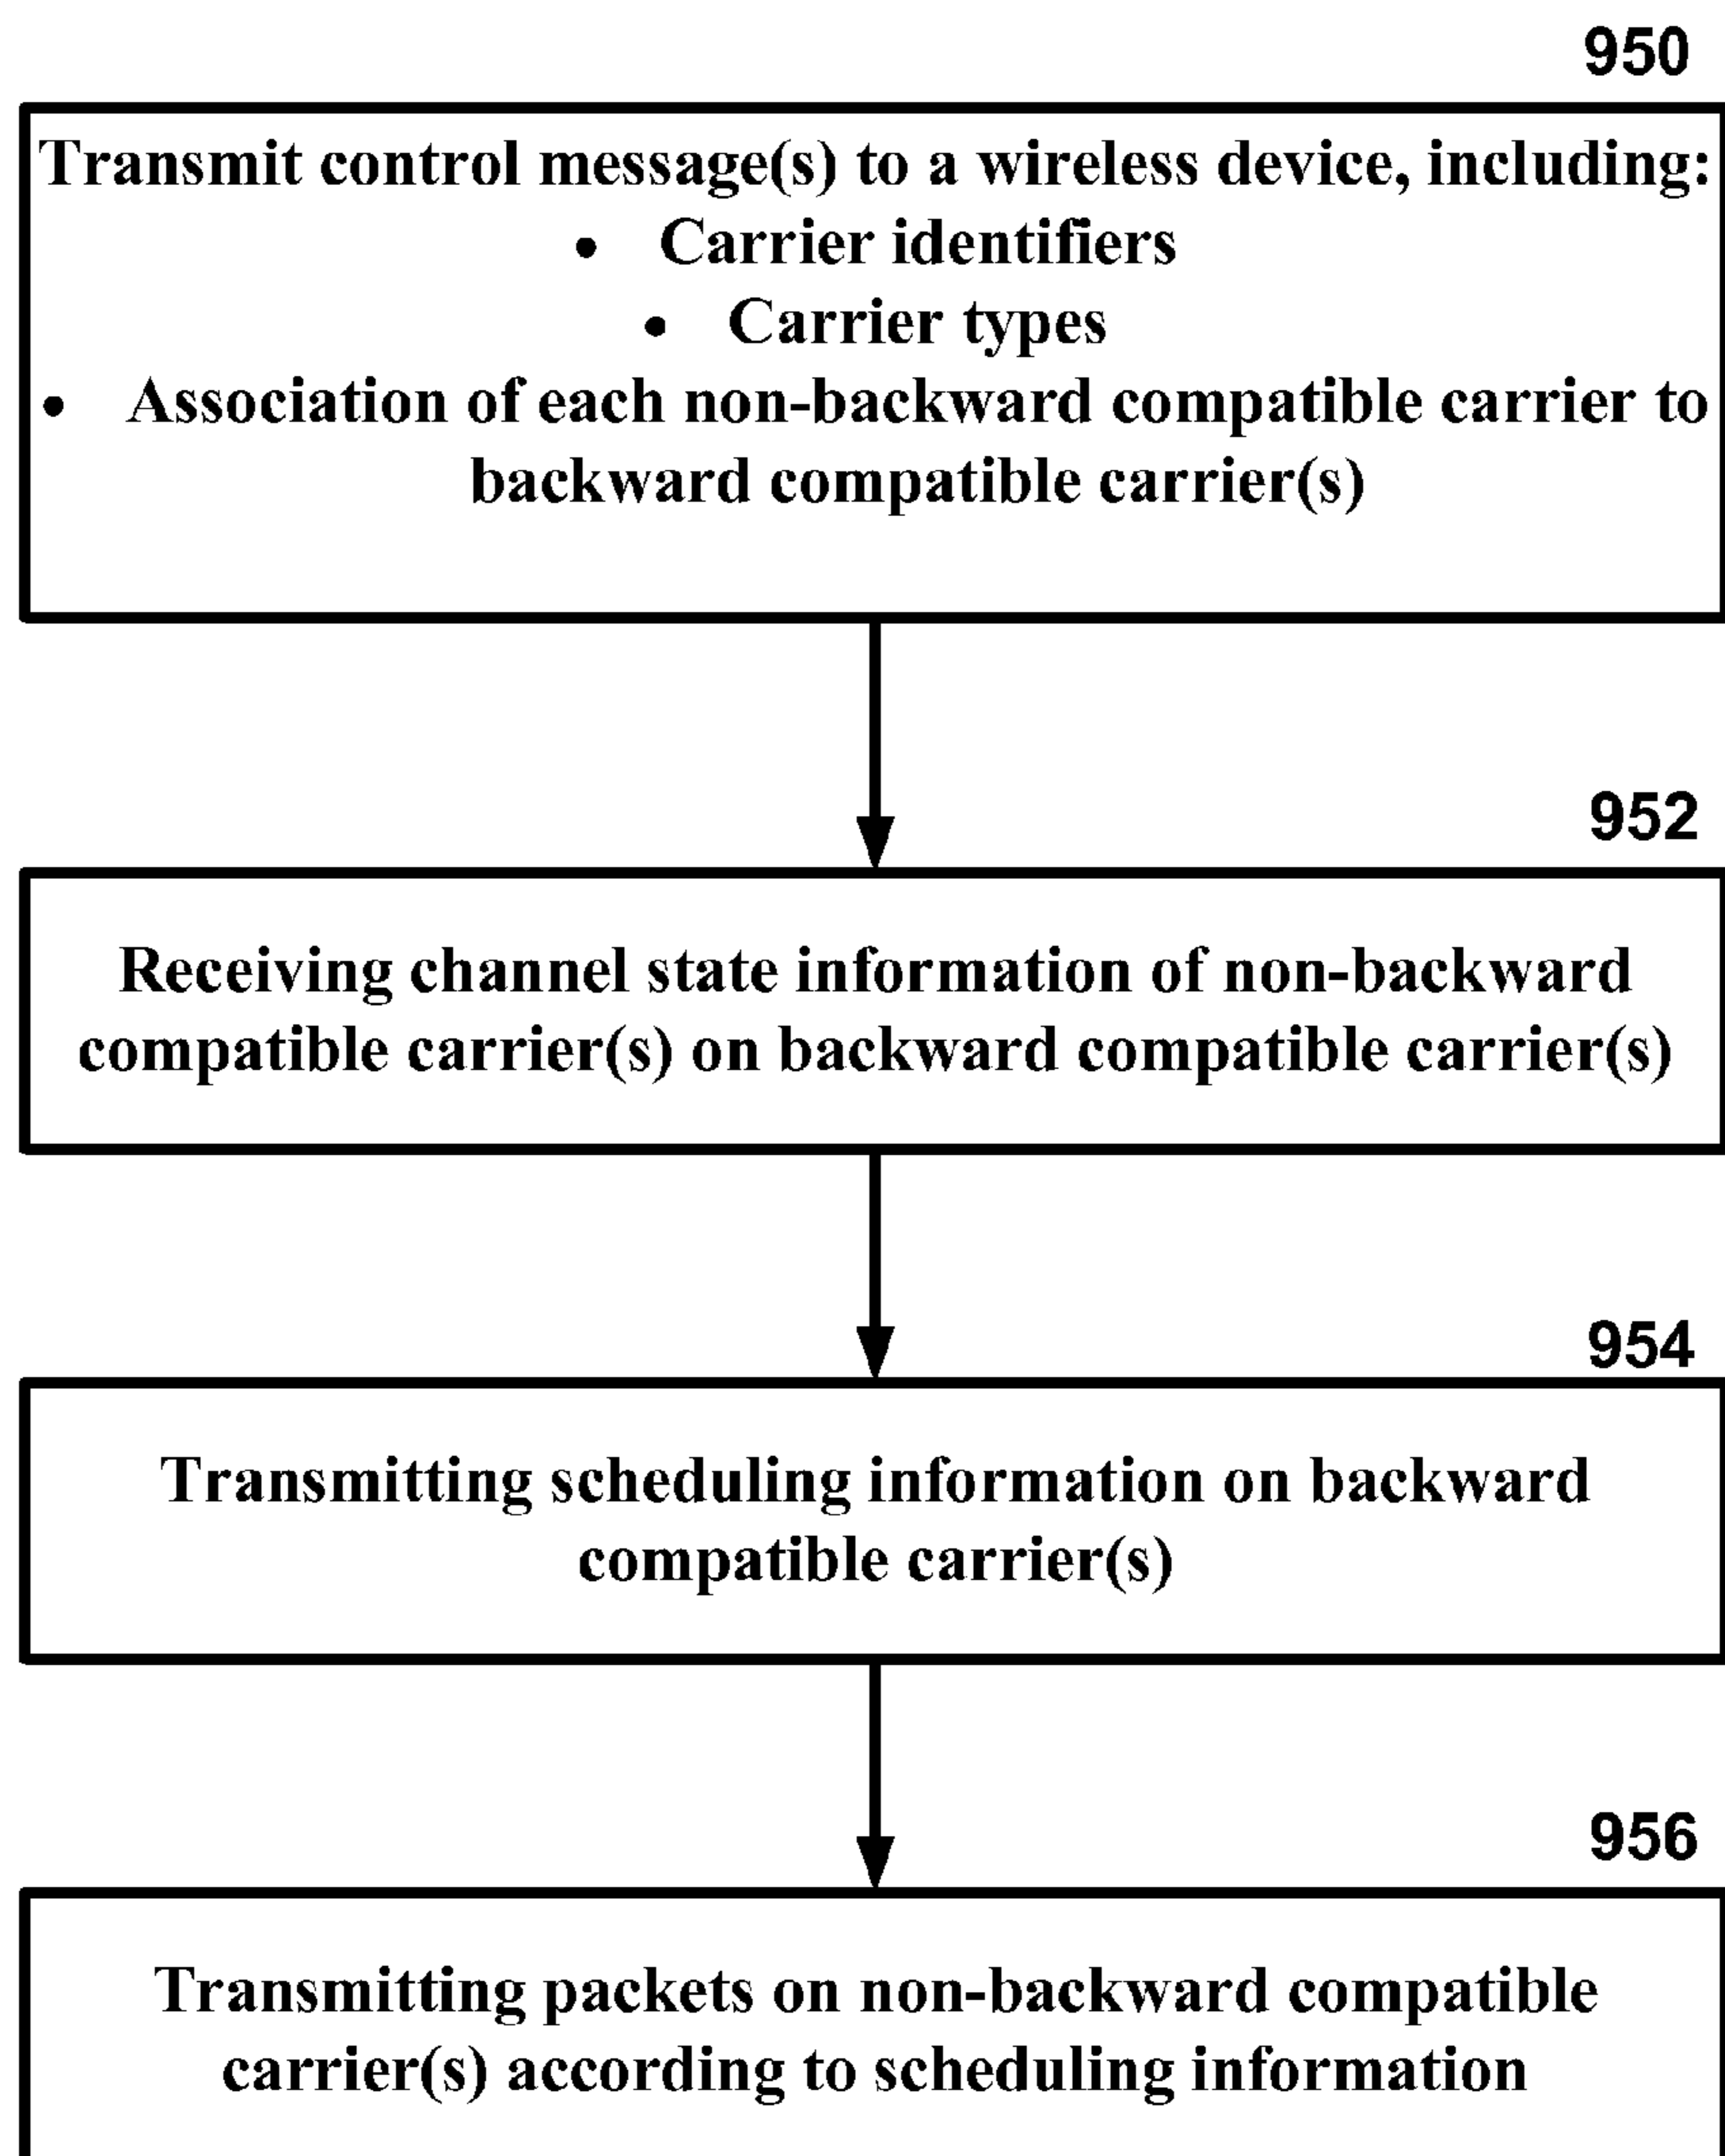 950
Transmit control message(s) to a wireless device, including:
• Carrier identifiers
• Carrier types
• Association of each non-backward compatible carrier to
backward compatible carrier(s)
952
Receiving channel state information of non-backward
compatible carrier(s) on backward compatible carrier(s)
954
Transmitting scheduling information on backward
compatible carrier(s)
956
Transmitting packets on non-backward compatible
carrier(s) according to scheduling information